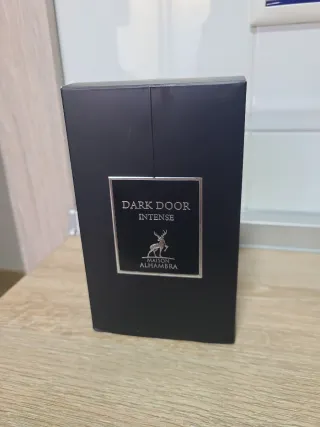 DARK DOOR
INTENSE
MAISON
ALHAMBRA